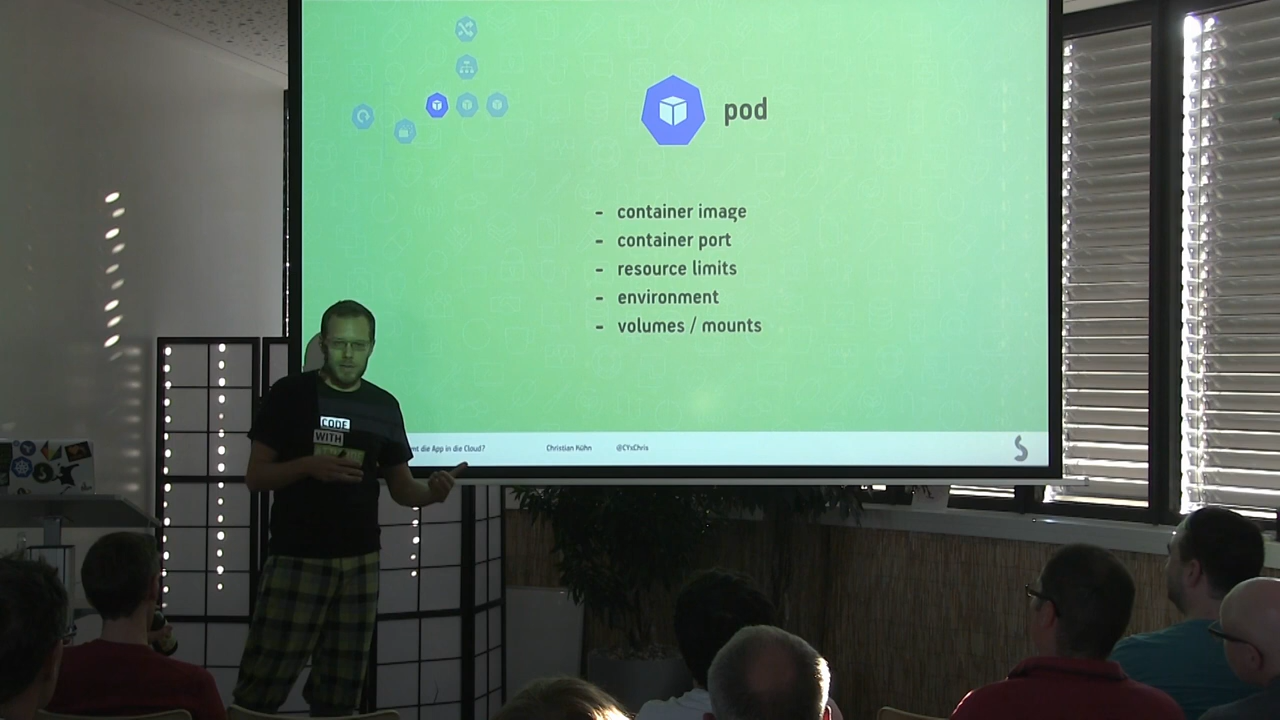 pod
- container image
- container port
- resource limits
- environment
- volumes / mounts
die App in die Cloud? Christian Kühn @CYxChris
CODE
WITH